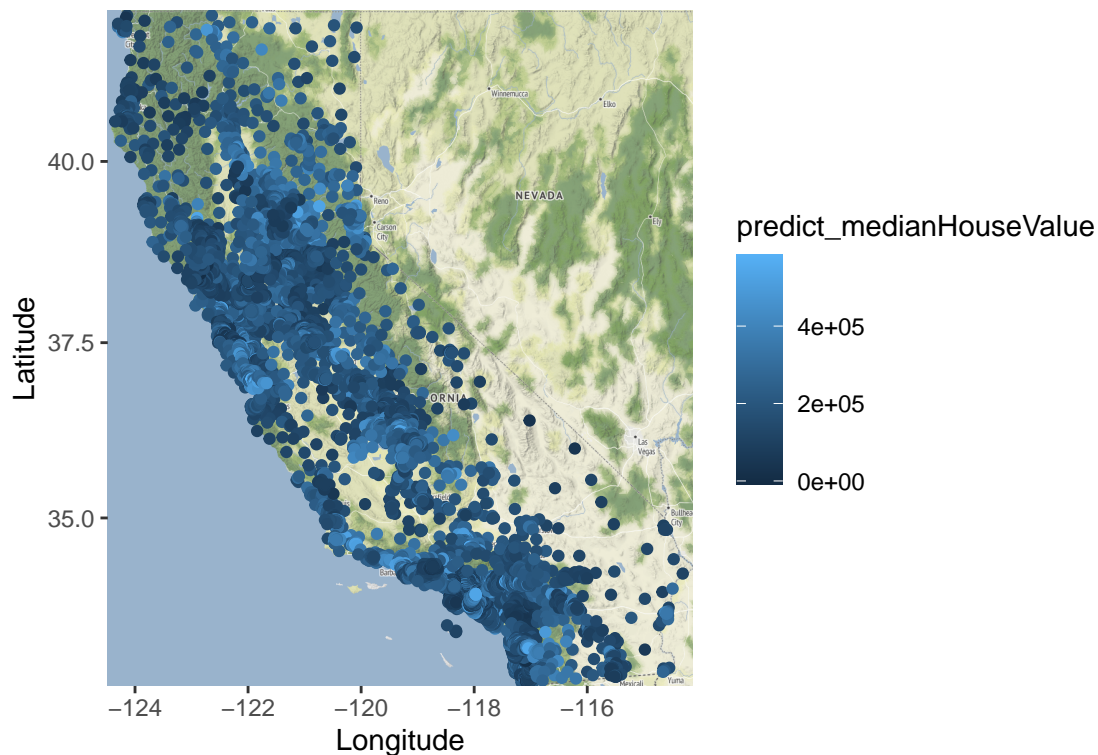 Winnemucca
Elko
40.0
Reno
Carson
City
NEVADA
Ely
predict_medianHouseValue
4e+05
2e+05
0e+00
37.5
Latitude
ORNIA
Las
Vegas
35.0
Bullhead
City
Mexicali
Yuma
−124
−122
−120
−118
−116
Longitude